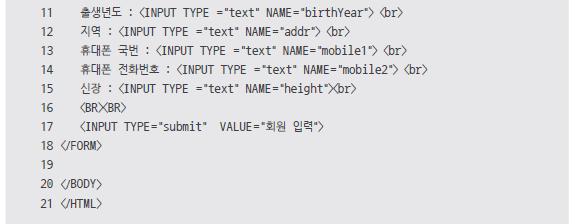 11 출생년도 : <INPUT TYPE ="text" NAME="birthYear"> <br>
12 지역 : <INPUT TYPE ="text" NAME="addr"> <br>
13 휴대폰 국번 : <INPUT TYPE ="text" NAME="mobile1"> <br>
14 휴대폰 전화번호 : <INPUT TYPE ="text" NAME="mobile2"> <br>
15 신장 : <INPUT TYPE ="text" NAME="height"><br>
16 <BR><BR>
17 <INPUT TYPE="submit" VALUE="회원 입력">
18 </FORM>
19
20 </BODY>
21 </HTML>